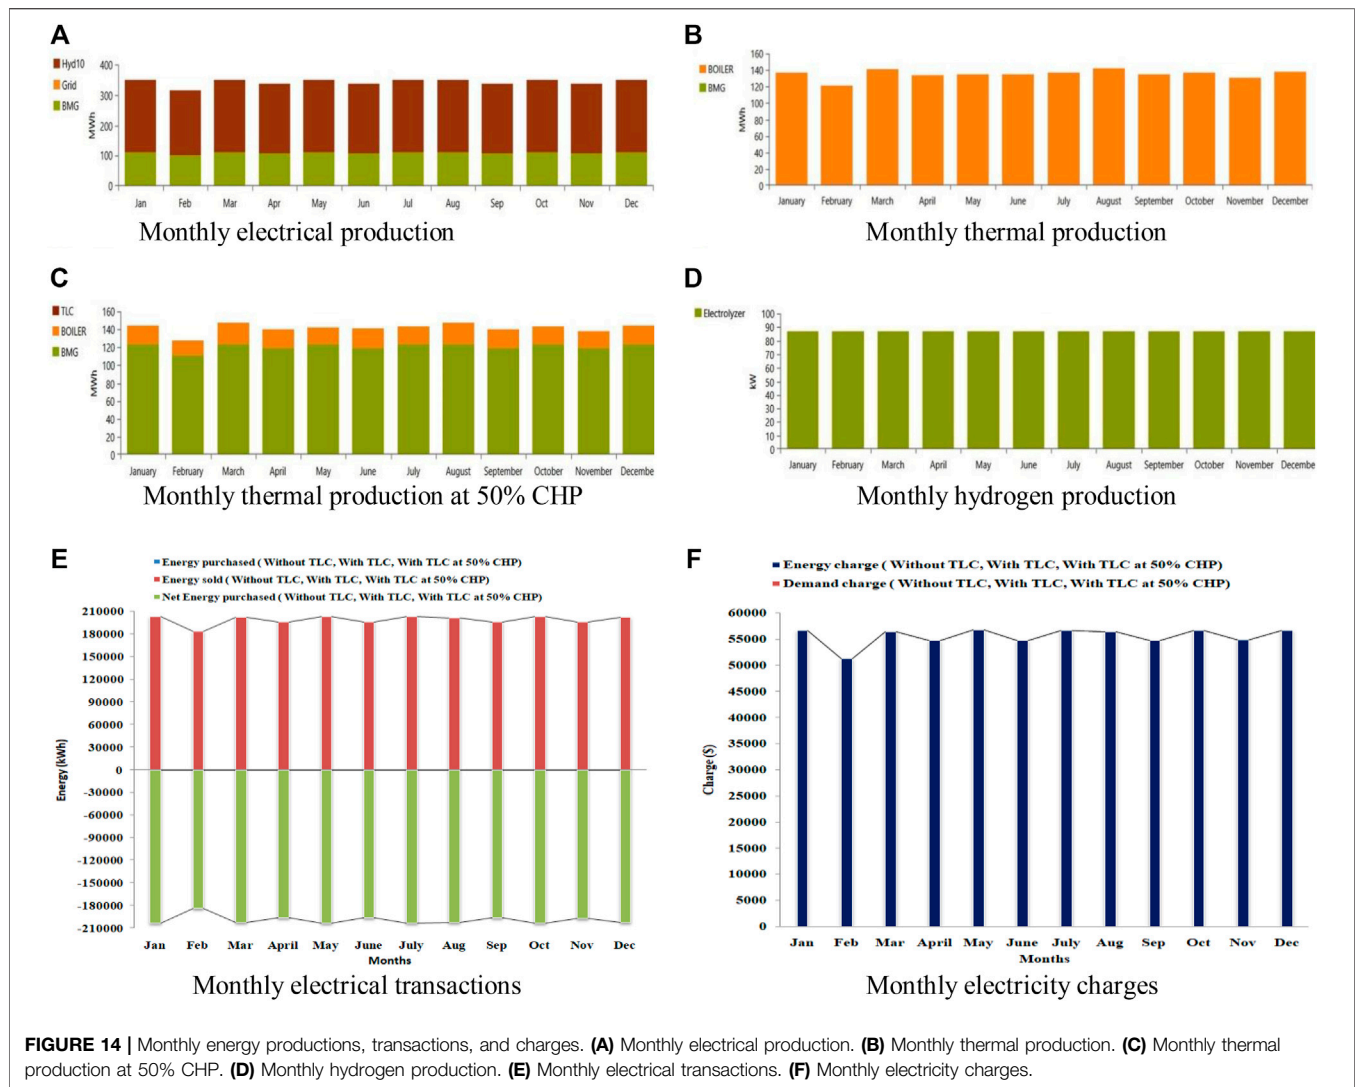 A
Hyd10
Grid
BMG
400
300
200
100
0
MWh
Jan Feb Mar Apr May Jun Jul Aug Sep Oct Nov Dec
Monthly electrical production
B
BOILER
BMG
160
140
120
100
80
60
40
20
0
MWh
January February March April May June July August September October November December
Monthly thermal production
C
TLC
BOILER
BMG
160
140
120
100
80
60
40
20
0
MWh
January February March April May June July August September October November Decembe
Monthly thermal production at 50% CHP
D
Electrolyzer
100
90
80
70
60
50
40
30
20
10
0
kW
January February March April May June July August September October November Decembe
Monthly hydrogen production
E
Energy purchased ( Without TLC, With TLC, With TLC at 50% CHP)
Energy sold ( Without TLC, With TLC, With TLC at 50% CHP)
Net Energy purchased ( Without TLC, With TLC, With TLC at 50% CHP)
210000
180000
150000
120000
90000
60000
30000
0
-30000
-60000
-90000
-120000
-150000
-180000
-210000
Energy (kWh)
Jan Feb Mar April May June July Aug Sep Oct Nov Dec
Months
Monthly electrical transactions
F
Energy charge ( Without TLC, With TLC, With TLC at 50% CHP)
Demand charge ( Without TLC, With TLC, With TLC at 50% CHP)
60000
55000
50000
45000
40000
35000
30000
25000
20000
15000
10000
5000
0
Charge ($)
Jan Feb Mar April May June July Aug Sep Oct Nov Dec
Months
Monthly electricity charges
FIGURE 14 | Monthly energy productions, transactions, and charges. (A) Monthly electrical production. (B) Monthly thermal production. (C) Monthly thermal
production at 50% CHP. (D) Monthly hydrogen production. (E) Monthly electrical transactions. (F) Monthly electricity charges.